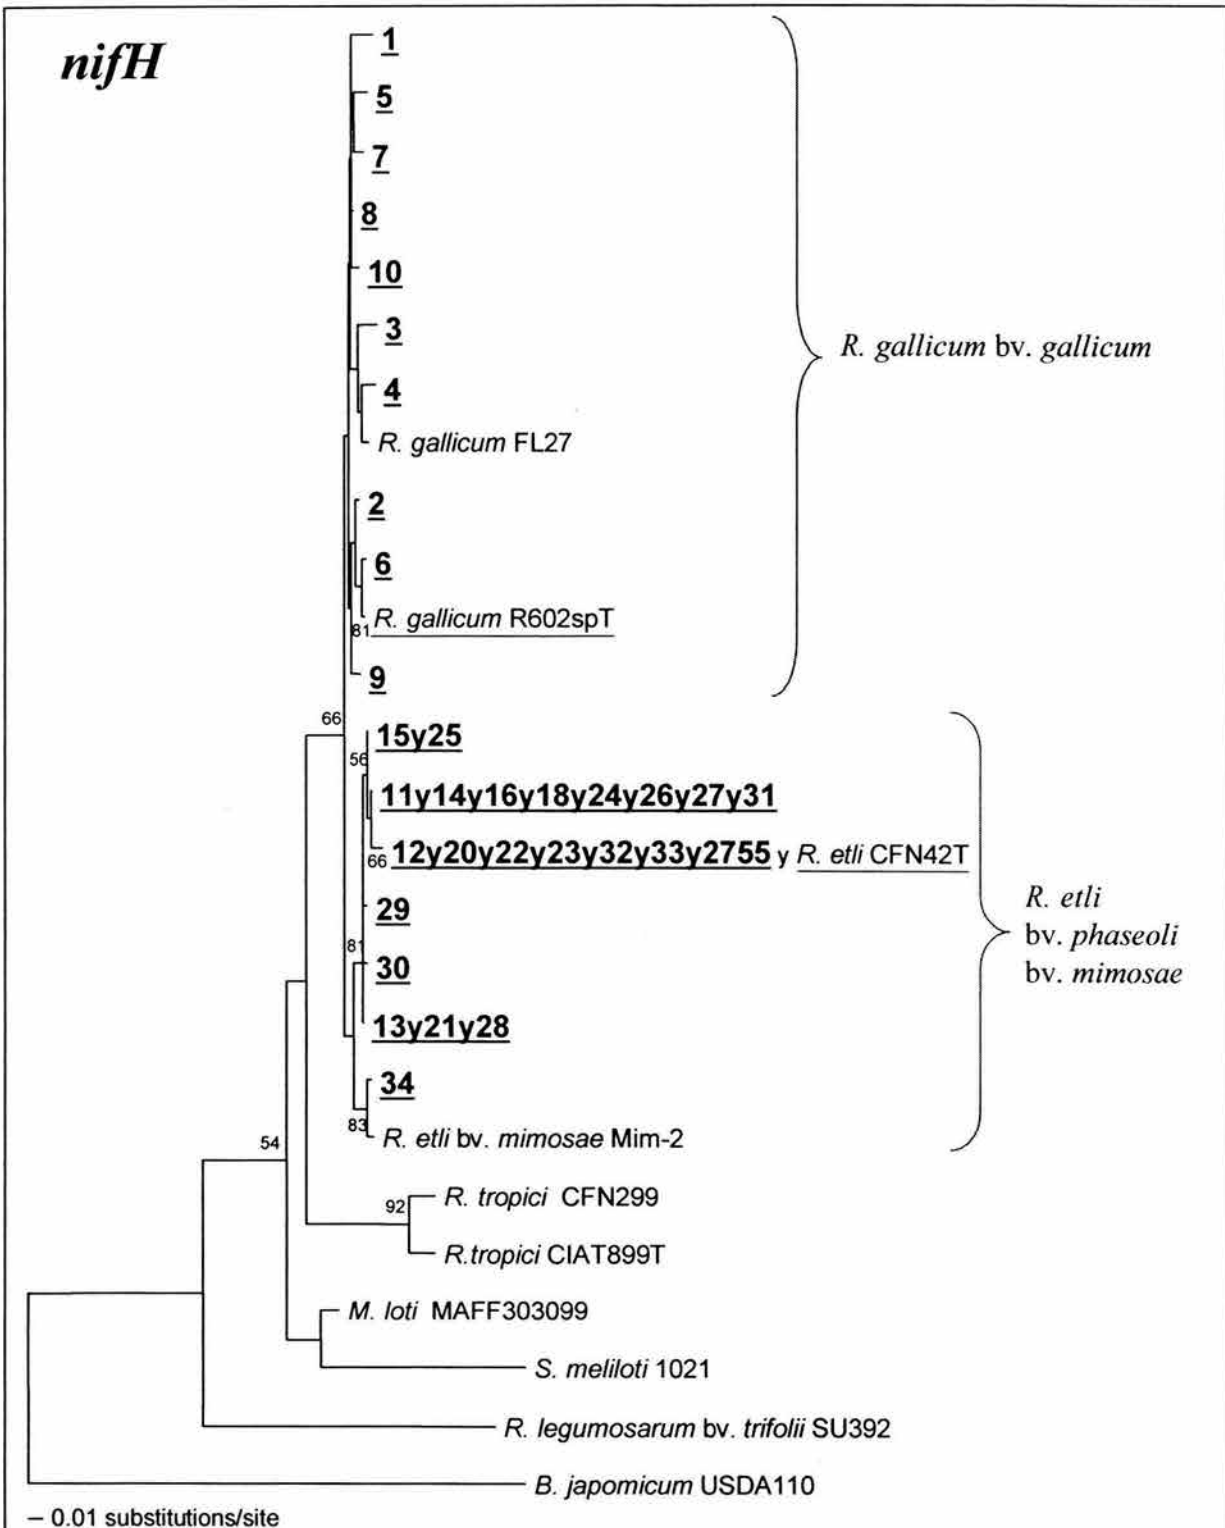 nifH
1
5
7
8
10
3
4
R. gallicum FL27
2
6
R. gallicum R602spT
81
9
R. gallicum bv. gallicum
66
15y25
56
11y14y16y18y24y26y27y31
12y20y22y23y32y33y2755 y R. etli CFN42T
66
29
81
30
13y21y28
34
83
R. etli bv. mimosae Mim-2
R. etli
bv. phaseoli
bv. mimosae
54
92
R. tropici CFN299
R.tropici CIAT899T
M. loti MAFF303099
S. meliloti 1021
R. legumosarum bv. trifolii SU392
B. japomicum USDA110
– 0.01 substitutions/site